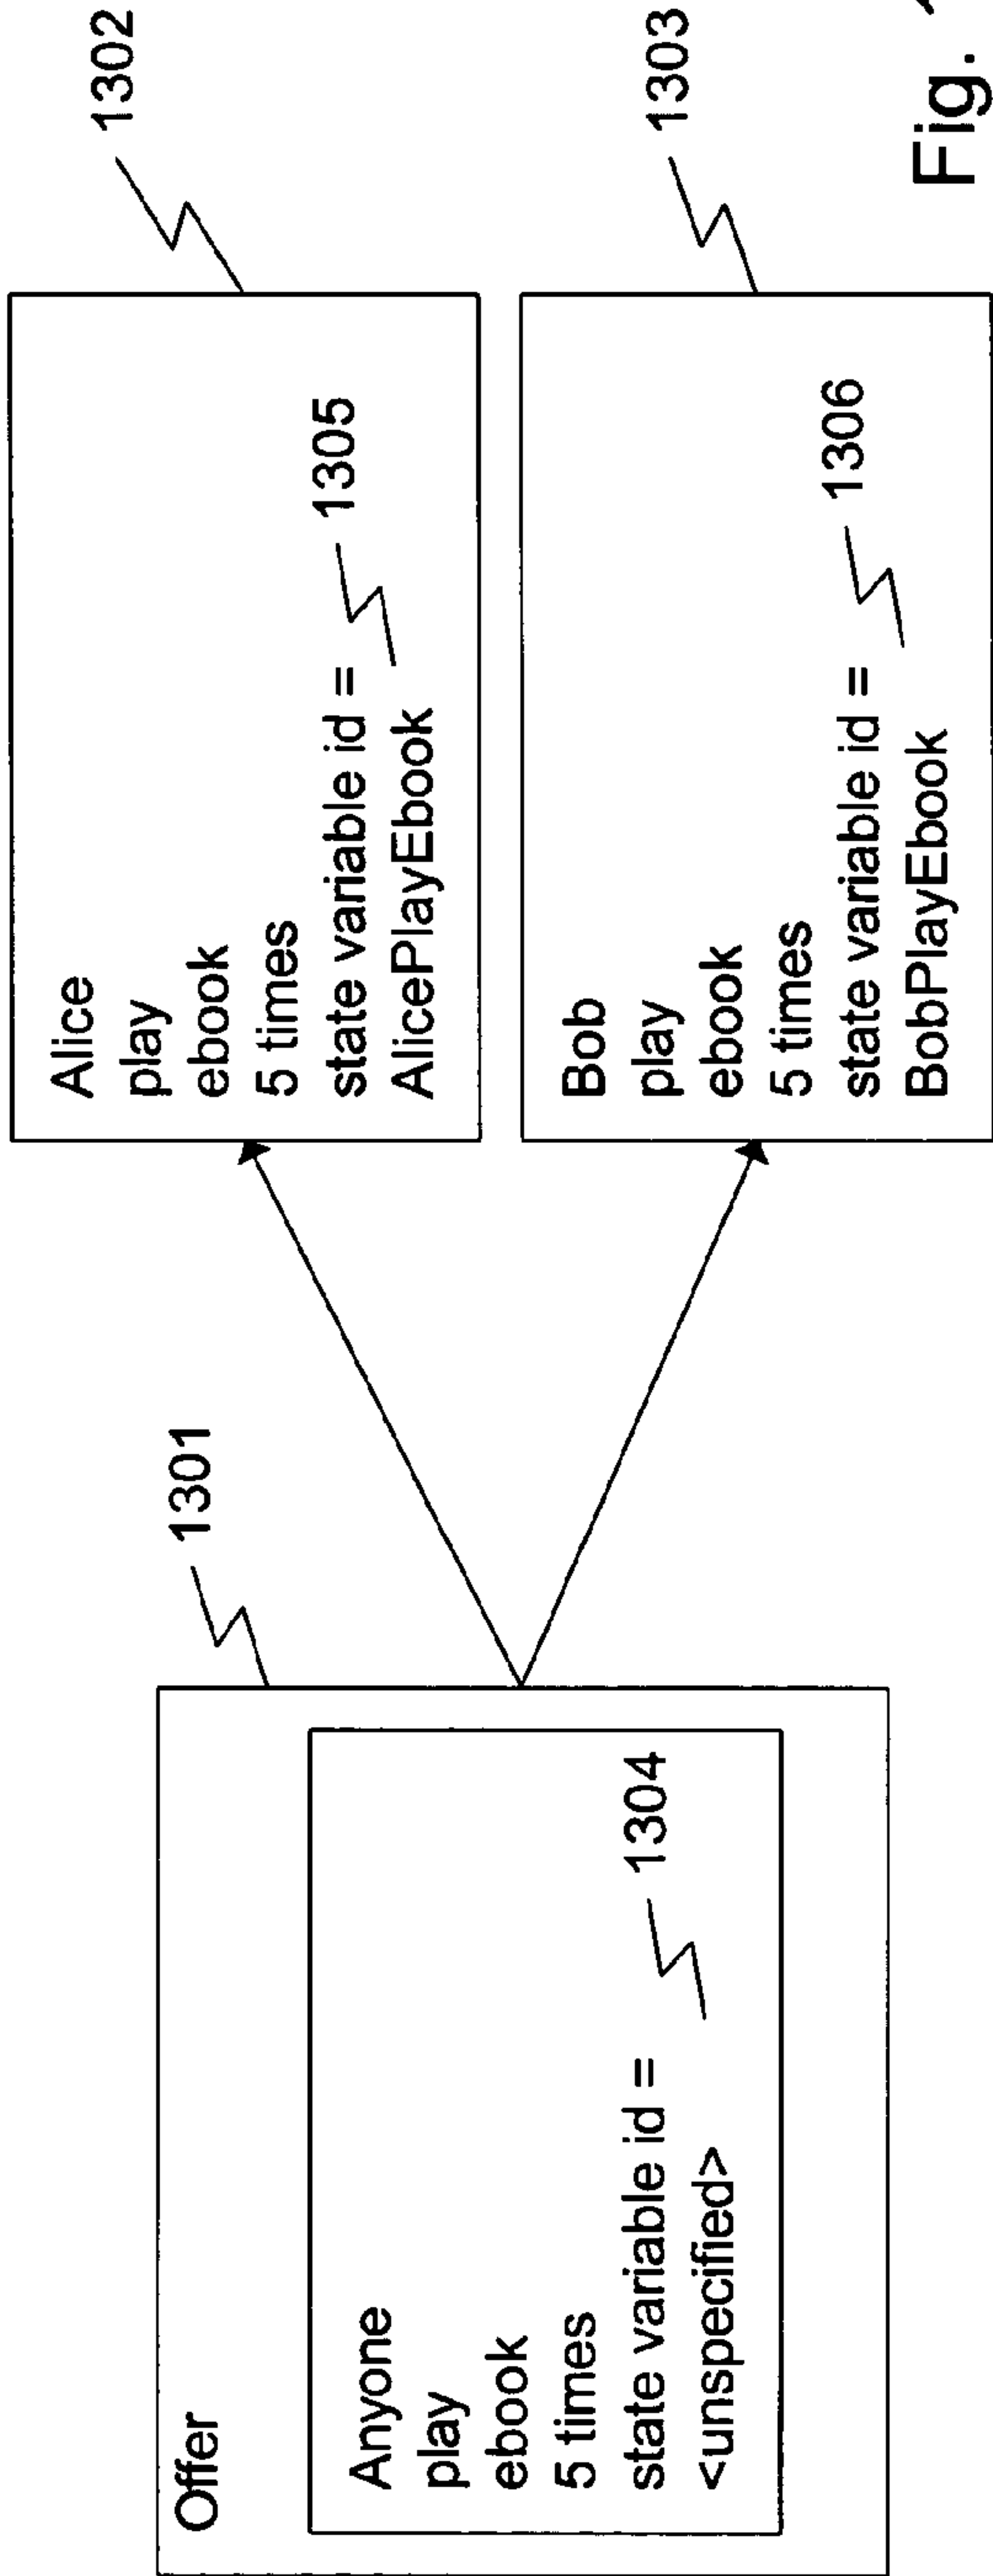 Offer
1301
Anyone
play
ebook
5 times
state variable id =
<unspecified>
1304
1302
Alice
play
ebook
5 times
state variable id =
AlicePlayEbook
1305
1303
Bob
play
ebook
5 times
state variable id =
BobPlayEbook
1306
Fig.